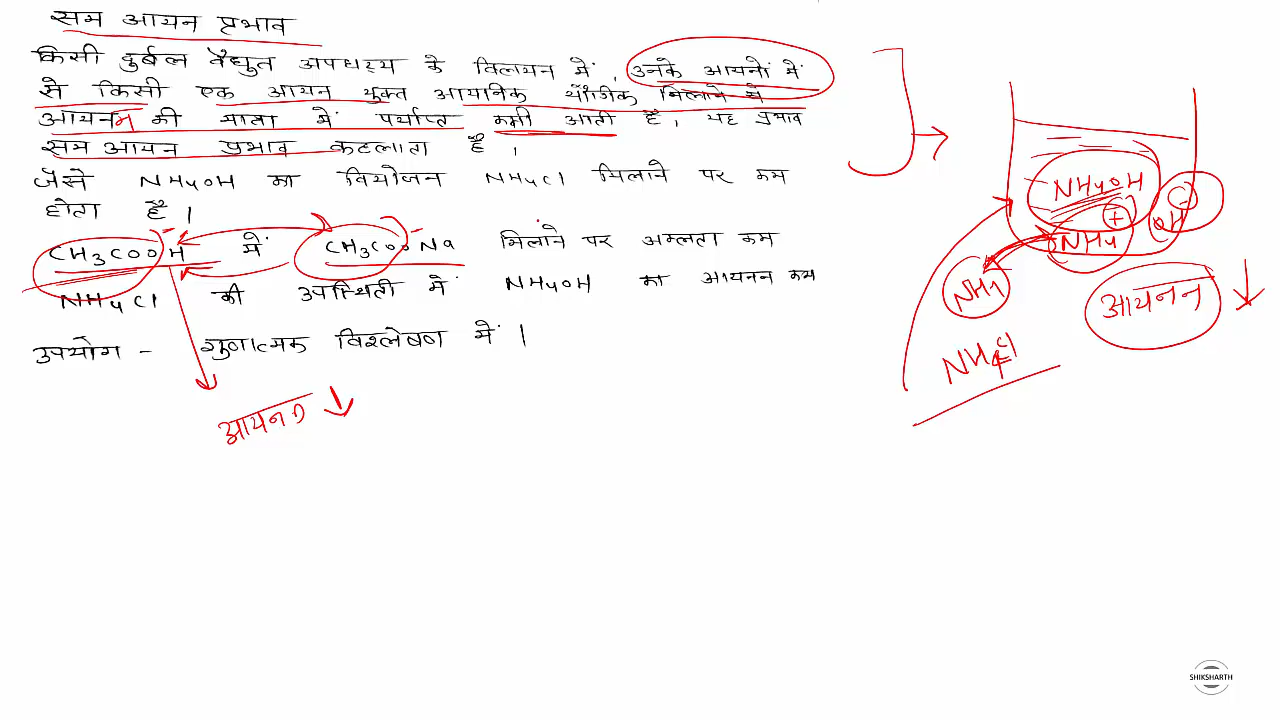 सम आयन प्रभाव
किसी दुर्बल वैद्युत अपघट्य के विलयन में, उनके आयनों में
से किसी एक आयन युक्त आयनिक यौगिक मिलाने से
आयनन की मात्रा में पर्याप्त कमी आती है, यह प्रभाव
सम आयन प्रभाव कहलाता है।
जैसे NH4OH का वियोजन NH4Cl मिलाने पर कम
होता है।
CH3COOH में CH3COONa मिलाने पर अम्लता कम
NH4Cl की उपस्थिती में NH4OH का आयनन कम
उपयोग - गुणात्मक विश्लेषण में।
आयनन ↓
NH4OH
NH4 + OH -
NH4
आयनन ↓
NH4Cl
SHIKSHARTH